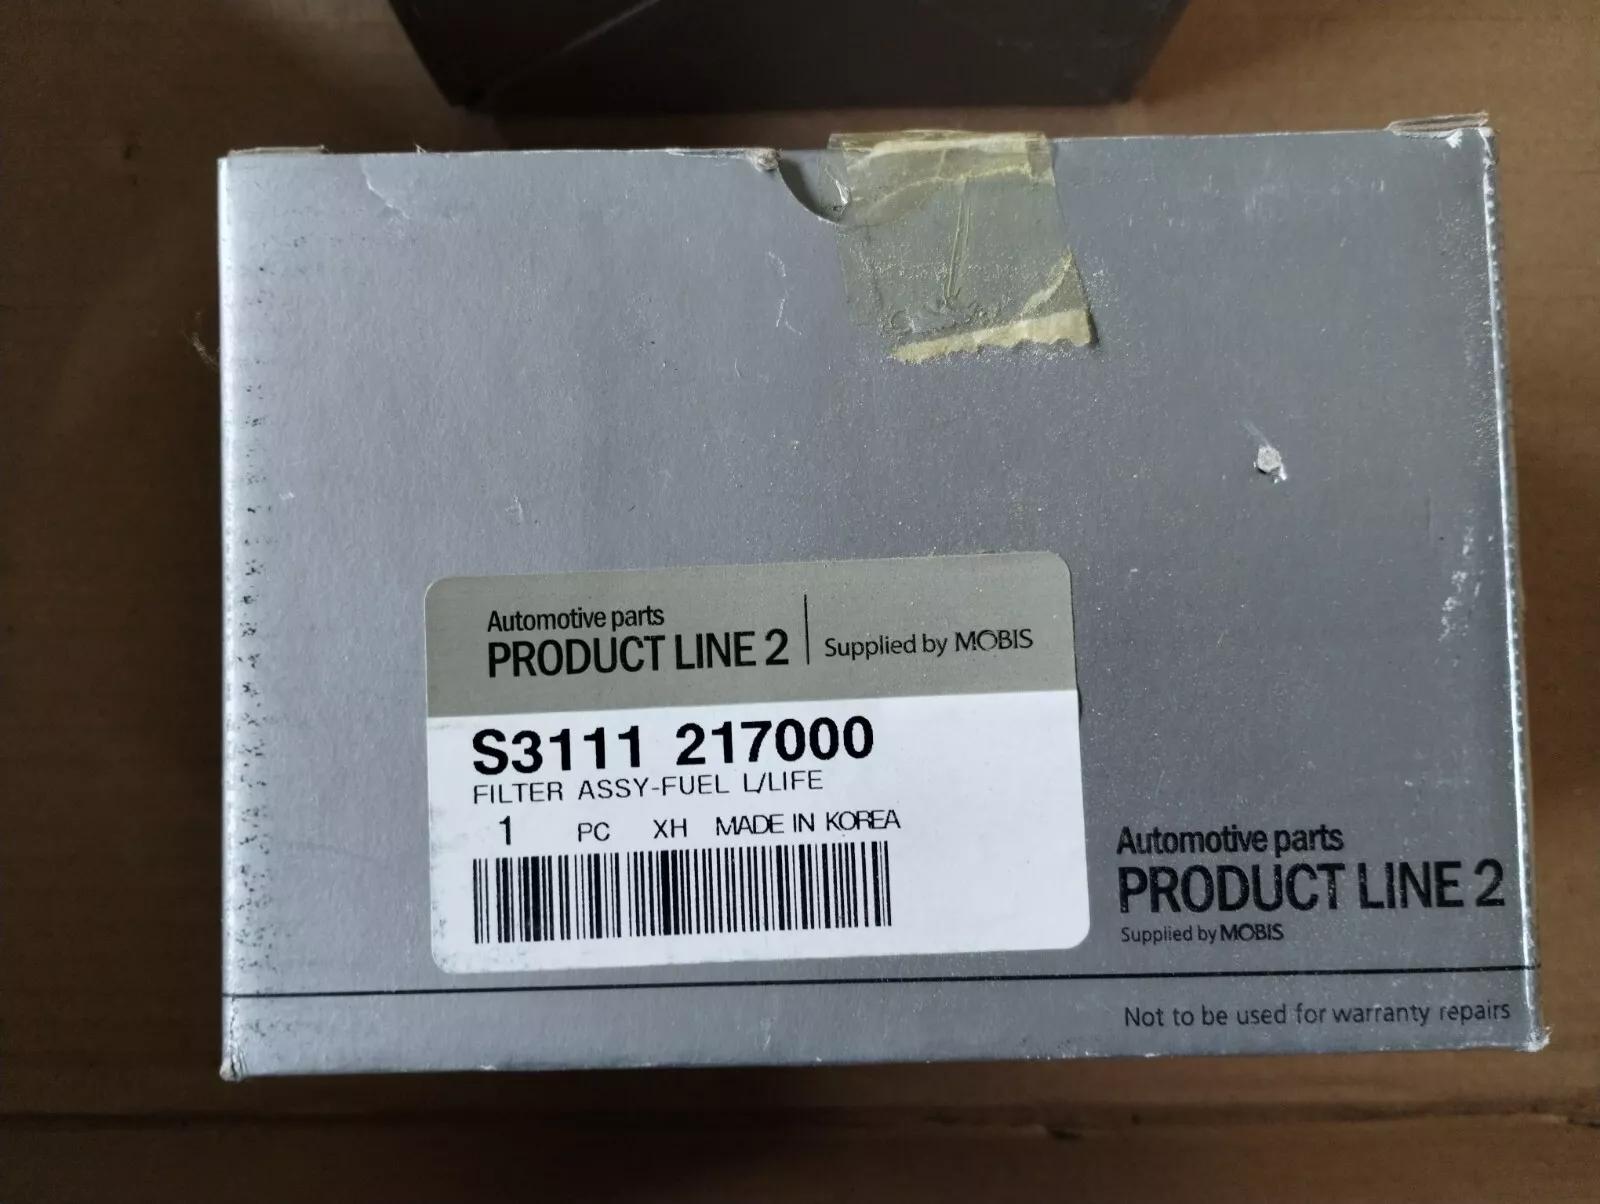 Automotive parts
PRODUCT LINE 2
Supplied by MOBIS
S3111 217000
FILTER ASSY-FUEL L/LIFE
1 PC XH MADE IN KOREA
Automotive parts
PRODUCT LINE 2
Supplied by MOBIS
Not to be used for warranty repairs